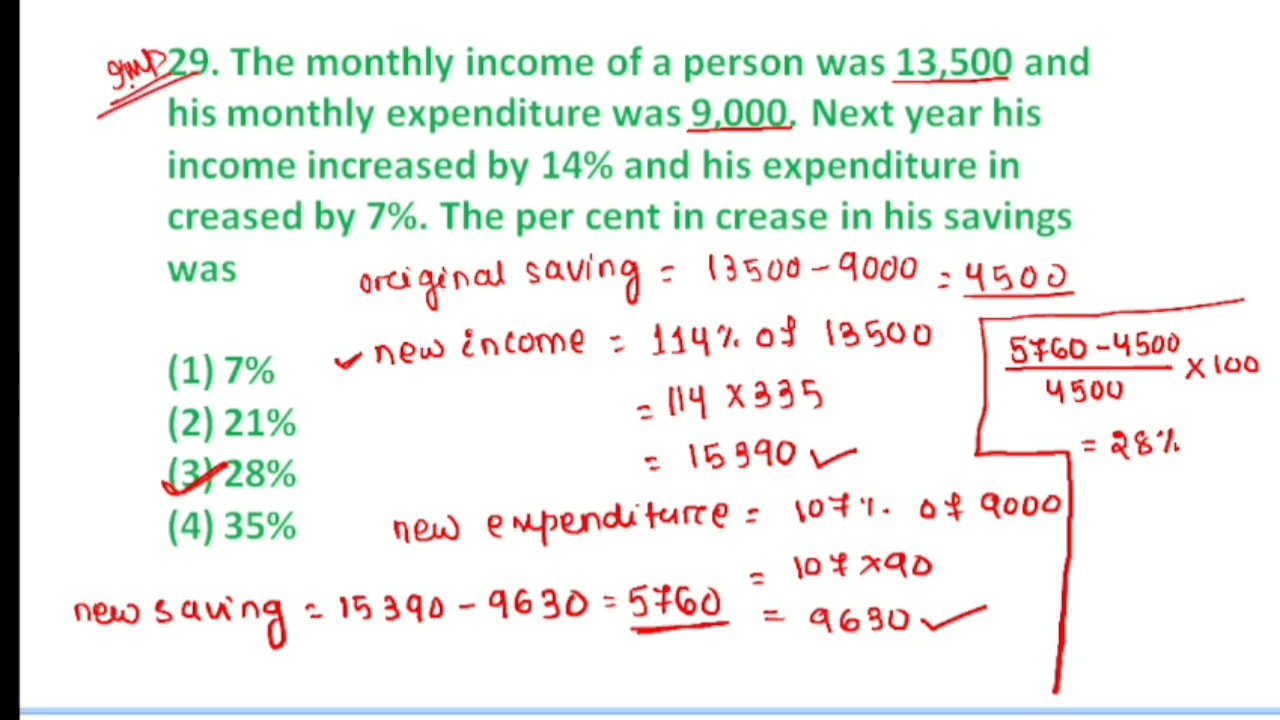 Imp 29. The monthly income of a person was 13,500 and
his monthly expenditure was 9,000. Next year his
income increased by 14% and his expenditure in
creased by 7%. The per cent in crease in his savings
was
original saving = 13500 - 9000 = 4500
new income = 114% of 13500
= 114 × 335
= 15390
(1) 7%
(2) 21%
(3) 28%
(4) 35%
new expenditure = 107% of 9000
= 107 × 90
= 9630
new saving = 15390 - 9630 = 5760
5760 - 4500
4500
× 100
= 28%